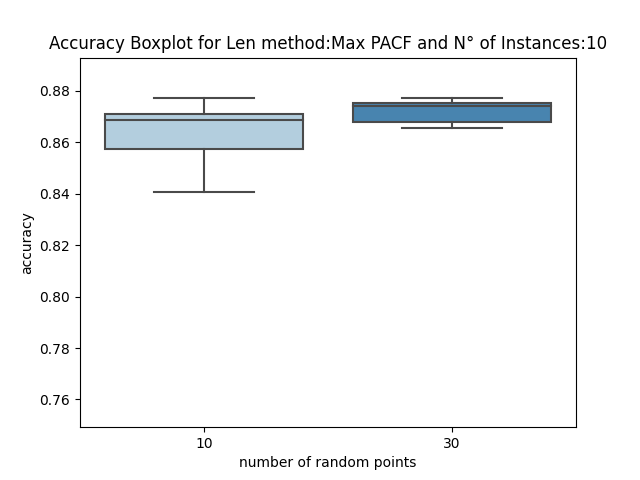 Accuracy Boxplot for Len method:Max PACF and N° of Instances:10
0.88
0.86
0.84
0.82
0.80
0.78
0.76
accuracy
10 30
number of random points